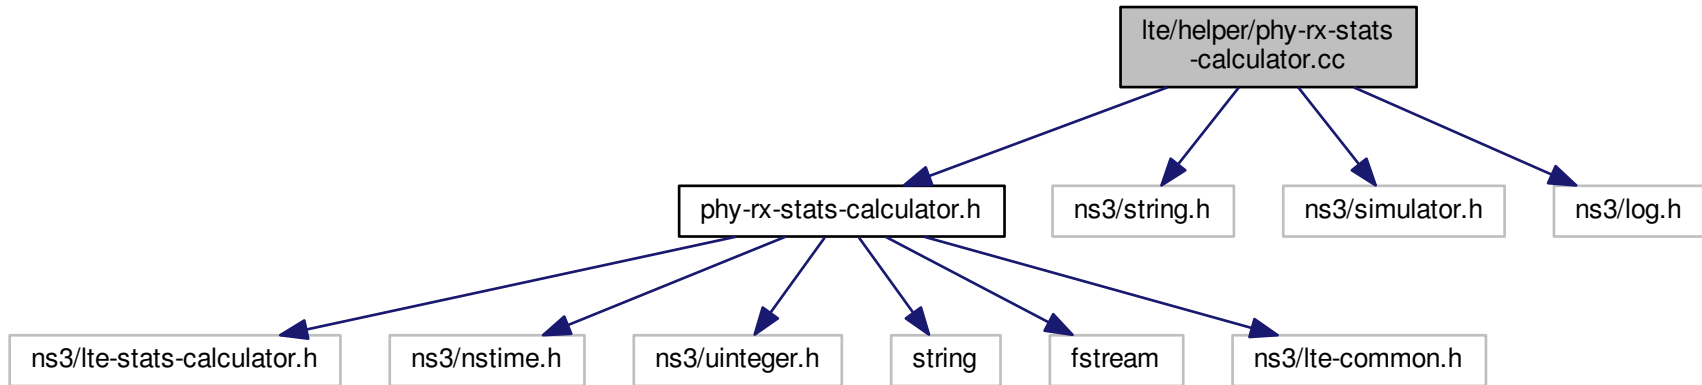 lte/helper/phy-rx-stats
-calculator.cc
phy-rx-stats-calculator.h
ns3/string.h
ns3/simulator.h
ns3/log.h
ns3/lte-stats-calculator.h
ns3/nstime.h
ns3/uinteger.h
string
fstream
ns3/lte-common.h